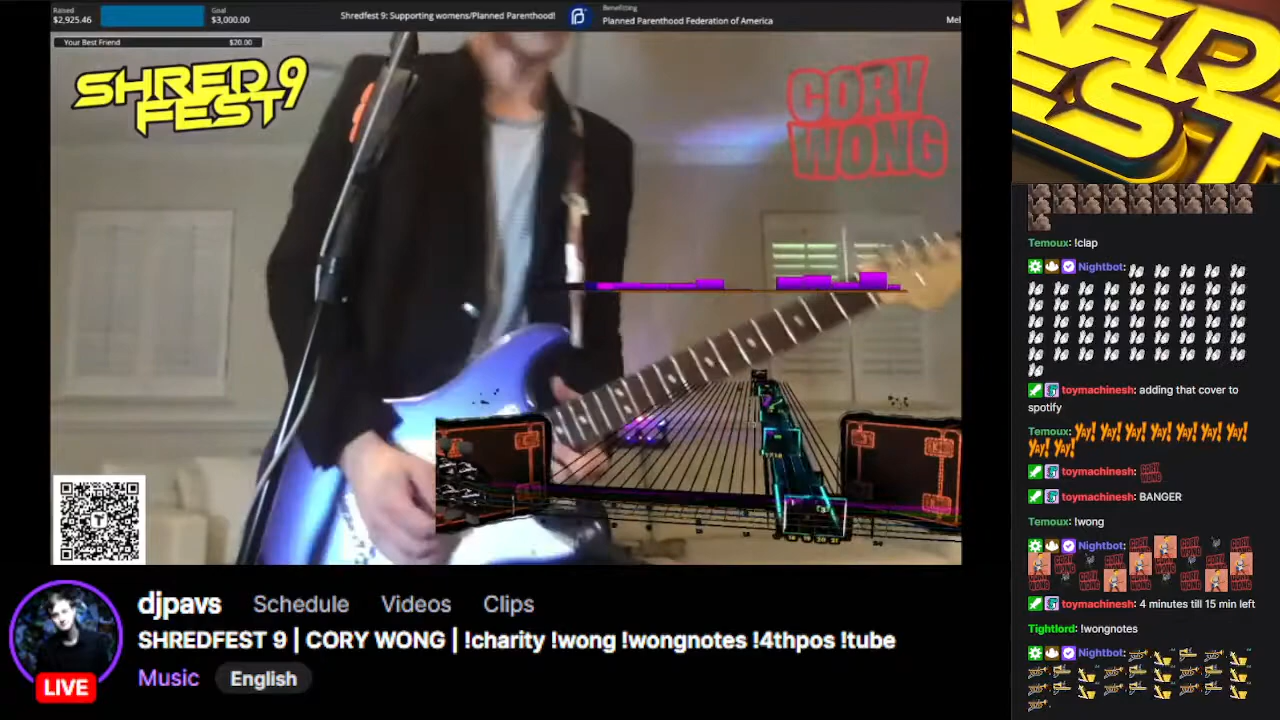 Raised
$2,925.46
Goal
$3,000.00
Shredfest 9: Supporting womens/Planned Parenthood!
Benefitting
Planned Parenthood Federation of America
Mel
Your Best Friend $20.00
SHRED 9
FEST
CORY
WONG
T
djpavs Schedule Videos Clips
SHREDFEST 9 | CORY WONG | !charity !wong !wongnotes !4thpos !tube
LIVE
Music English
Temoux: !clap
Nightbot:
toymachinesh: adding that cover to
spotify
Temoux: YAY! YAY! YAY! YAY! YAY! YAY! YAY!
YAY! YAY!
toymachinesh: CORY WONG
toymachinesh: BANGER
Temoux: !wong
Nightbot:
toymachinesh: 4 minutes till 15 min left
Tightlord: !wongnotes
Nightbot: